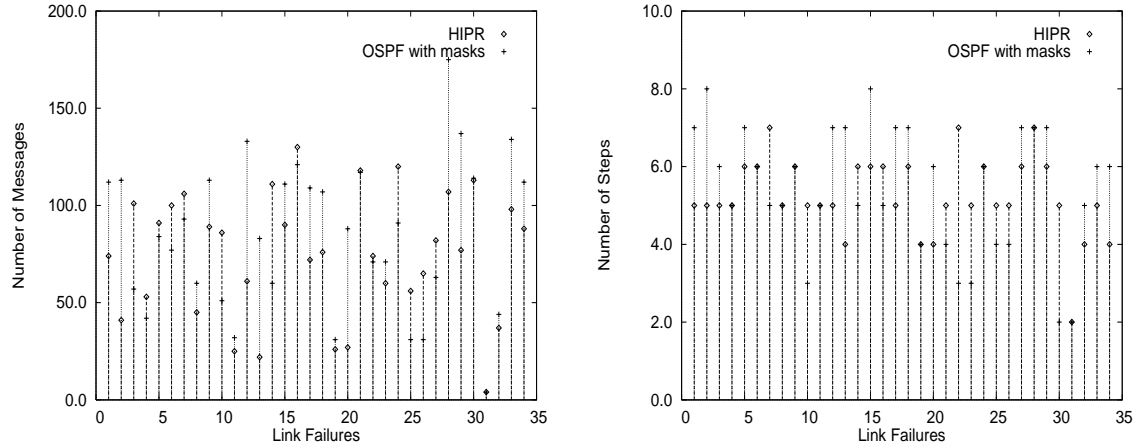 200.0
150.0
100.0
50.0
0.0
Number of Messages
HIPR
OSPF with masks
0 5 10 15 20 25 30 35
Link Failures
10.0
8.0
6.0
4.0
2.0
0.0
Number of Steps
HIPR
OSPF with masks
0 5 10 15 20 25 30 35
Link Failures